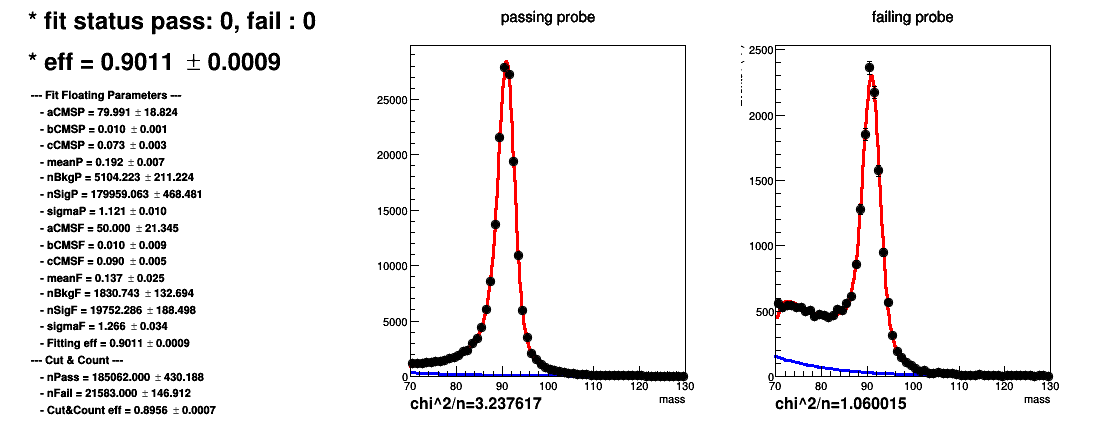 * fit status pass: 0, fail : 0
* eff = 0.9011 ± 0.0009
--- Fit Floating Parameters ---
- aCMSP = 79.991 ± 18.824
- bCMSP = 0.010 ± 0.001
- cCMSP = 0.073 ± 0.003
- meanP = 0.192 ± 0.007
- nBkgP = 5104.223 ± 211.224
- nSigP = 179959.063 ± 468.481
- sigmaP = 1.121 ± 0.010
- aCMSF = 50.000 ± 21.345
- bCMSF = 0.010 ± 0.009
- cCMSF = 0.090 ± 0.005
- meanF = 0.137 ± 0.025
- nBkgF = 1830.743 ± 132.694
- nSigF = 19752.286 ± 188.498
- sigmaF = 1.266 ± 0.034
- Fitting eff = 0.9011 ± 0.0009
--- Cut & Count ---
- nPass = 185062.000 ± 430.188
- nFail = 21583.000 ± 146.912
- Cut&Count eff = 0.8956 ± 0.0007
passing probe
25000
20000
15000
10000
5000
0
70 80 90 100 110 120 130
mass
chi^2/n=3.237617
failing probe
2500
2000
1500
1000
500
0
70 80 90 100 110 120 130
mass
chi^2/n=1.060015